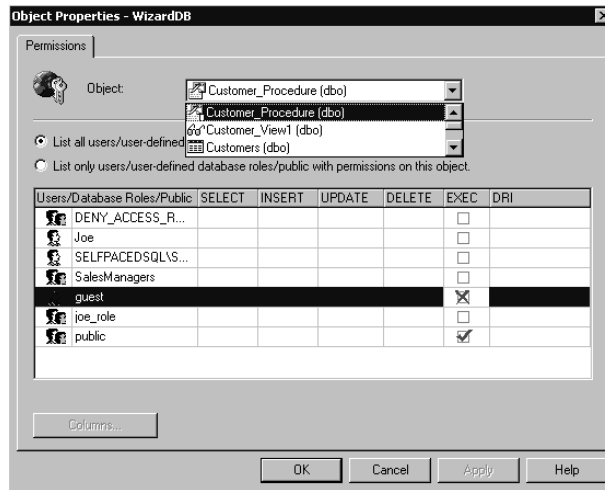 Object Properties - WizardDB
Permissions
Object:
Customer_Procedure (dbo)
Customer_Procedure (dbo)
Customer_View1 (dbo)
Customers (dbo)
List all users/user-defined
List only users/user-defined database roles/public with permissions on this object.
Users/Database Roles/Public SELECT INSERT UPDATE DELETE EXEC DRI
DENY_ACCESS_R...
Joe
SELFPACEDSQL\S...
SalesManagers
guest
joe_role
public
Columns...
OK Cancel Apply Help